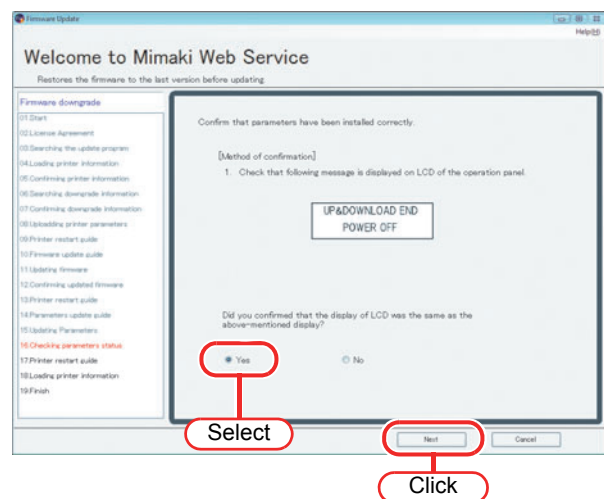 Firmware Update
Help(H)
Welcome to Mimaki Web Service
Restores the firmware to the last version before updating
Firmware downgrade
01.Start
02.License Agreement
03.Searching the update program
04.Loading printer information
05.Confirming printer information
06.Searching downgrade information
07.Confirming downgrade information
08.Uploadding printer parameters
09.Printer restart guide
10.Firmware update guide
11.Updating firmware
12.Confirming updated firmware
13.Printer restart guide
14.Parameters update guide
15.Updating Parameters
16.Checking parameters status
17.Printer restart guide
18.Loading printer information
19.Finish
Confirm that parameters have been installed correctly.
[Method of confirmation]
1. Check that following message is displayed on LCD of the operation panel.
UP&DOWNLOAD END
POWER OFF
Did you confirmed that the display of LCD was the same as the
above-mentioned display?
Yes
No
Select
Next
Cancel
Click